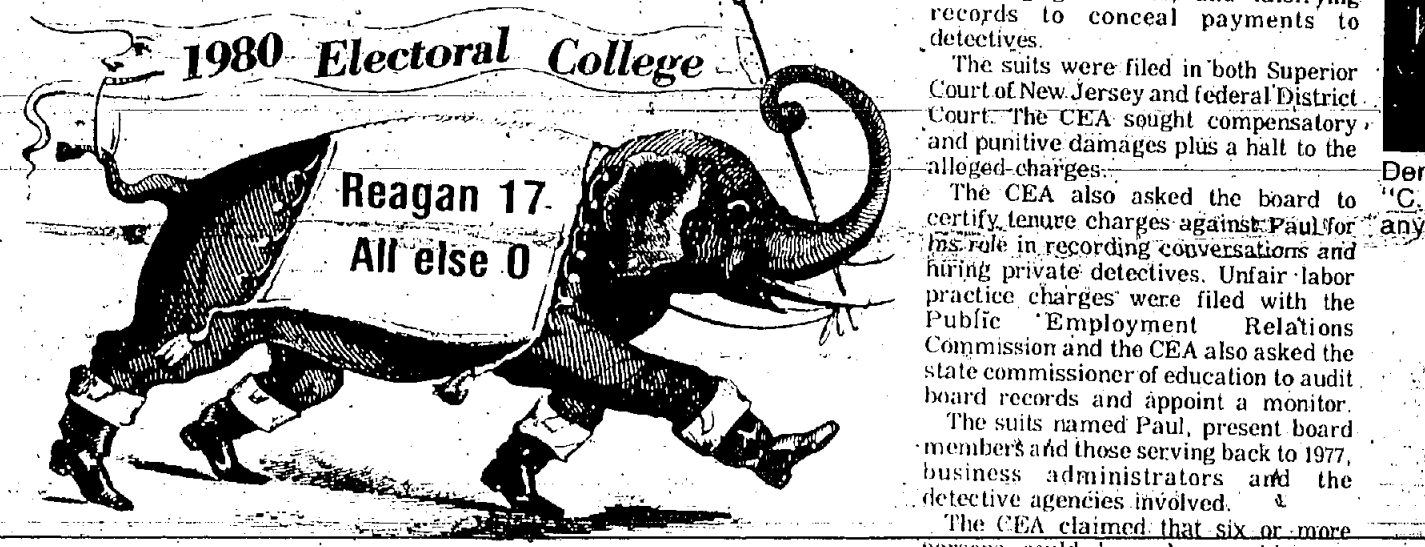 1980 Electoral College
Reagan 17
All else 0
records to conceal payments to
detectives.
The suits were filed in both Superior
Court of New Jersey and federal District
Court. The CEA sought compensatory
and punitive damages plus a halt to the
alleged charges.
The CEA also asked the board to
certify tenure charges against Paul for
his role in recording conversations and
hiring private detectives. Unfair labor
practice charges were filed with the
Public Employment Relations
Commission and the CEA also asked the
state commissioner of education to audit
board records and appoint a monitor.
The suits named Paul, present board
members and those serving back to 1977,
business administrators and the
detective agencies involved.
The CEA claimed that six or more
Der
"C.
any